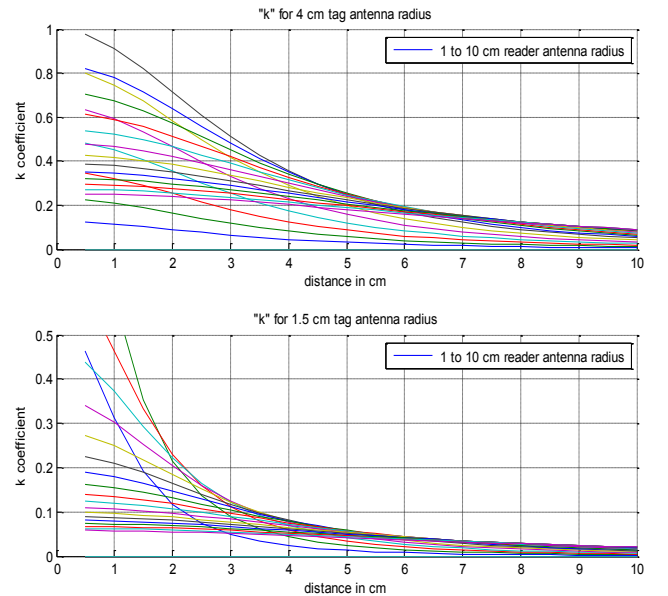 "k" for 4 cm tag antenna radius
1
0.8
0.6
0.4
0.2
0
k coefficient
1 to 10 cm reader antenna radius
0 1 2 3 4 5 6 7 8 9 10
distance in cm
"k" for 1.5 cm tag antenna radius
0.5
0.4
0.3
0.2
0.1
0
k coefficient
1 to 10 cm reader antenna radius
0 1 2 3 4 5 6 7 8 9 10
distance in cm